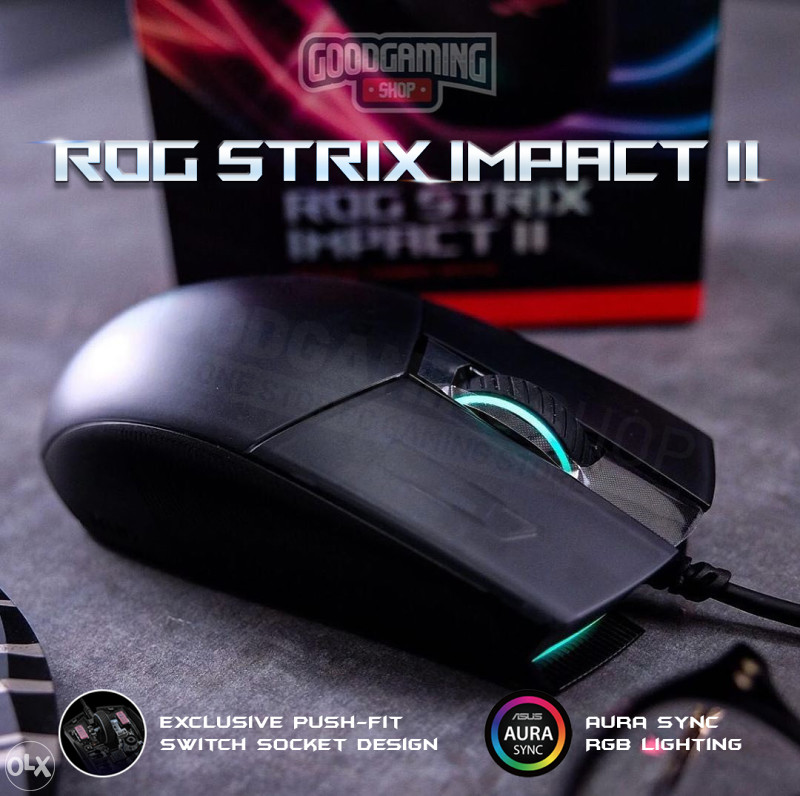 GOODGAMING
SHOP
ROG STRIX IMPACT II
ROG STRIX
IMPACT II
EXCLUSIVE PUSH-FIT
SWITCH SOCKET DESIGN
ASUS
AURA
SYNC
AURA SYNC
RGB LIGHTING
OLX